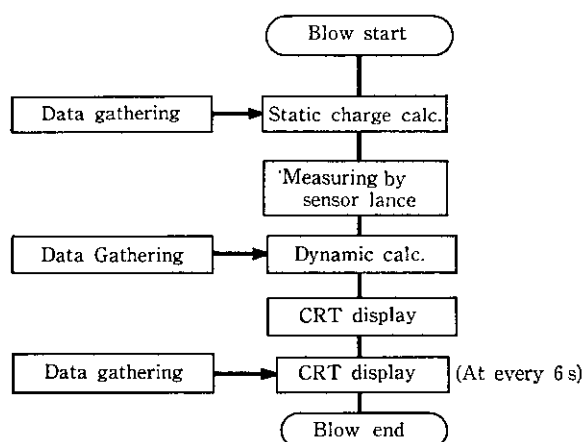 Blow start
Data gathering
Static charge calc.
Measuring by
sensor lance
Data Gathering
Dynamic calc.
CRT display
Data gathering
CRT display
(At every 6 s)
Blow end